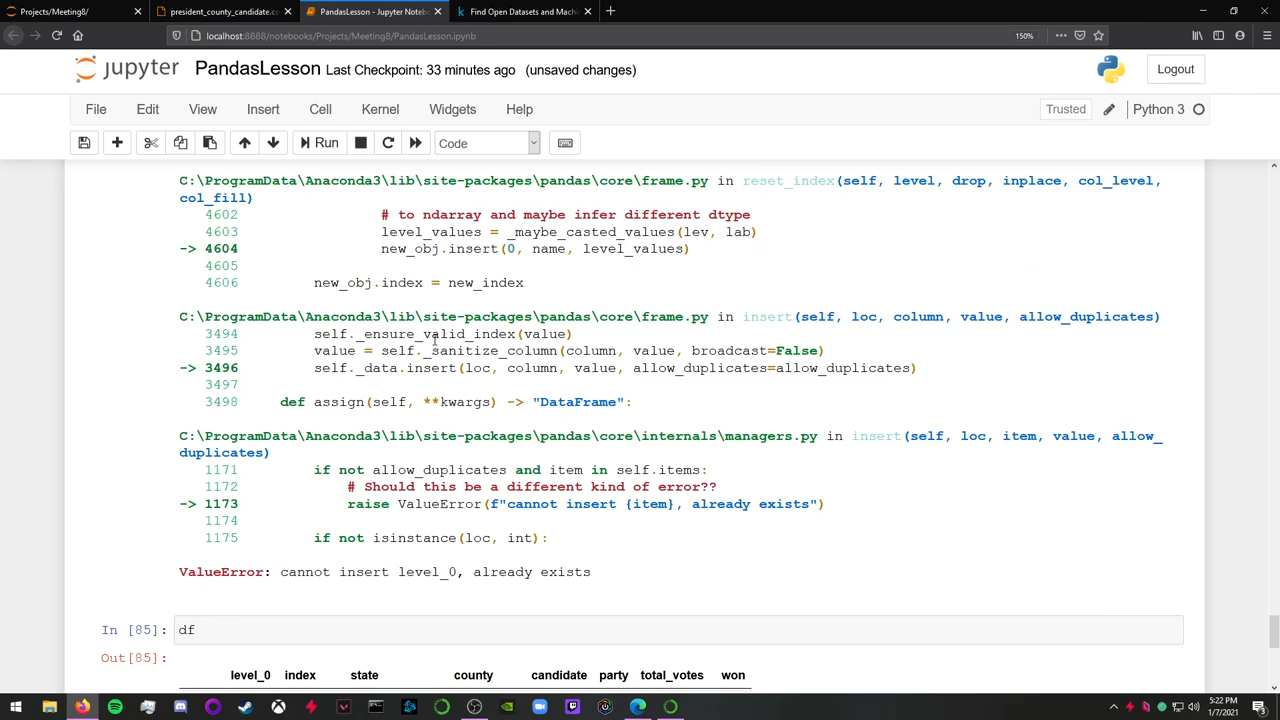 Projects/Meeting8/
president_county_candidate.cs
PandasLesson - Jupyter Notebo
Find Open Datasets and Machi
localhost:8888/notebooks/Projects/Meeting8/PandasLesson.ipynb
150%
jupyter PandasLesson Last Checkpoint: 33 minutes ago (unsaved changes)
Logout
File Edit View Insert Cell Kernel Widgets Help
Trusted Python 3
Run Code
C:\ProgramData\Anaconda3\lib\site-packages\pandas\core\frame.py in reset_index(self, level, drop, inplace, col_level,
col_fill)
4602 # to ndarray and maybe infer different dtype
4603 level_values = _maybe_casted_values(lev, lab)
-> 4604 new_obj.insert(0, name, level_values)
4605
4606 new_obj.index = new_index
C:\ProgramData\Anaconda3\lib\site-packages\pandas\core\frame.py in insert(self, loc, column, value, allow_duplicates)
3494 self._ensure_valid_index(value)
3495 value = self._sanitize_column(column, value, broadcast=False)
-> 3496 self._data.insert(loc, column, value, allow_duplicates=allow_duplicates)
3497
3498 def assign(self, **kwargs) -> "DataFrame":
C:\ProgramData\Anaconda3\lib\site-packages\pandas\core\internals\managers.py in insert(self, loc, item, value, allow_
duplicates)
1171 if not allow_duplicates and item in self.items:
1172 # Should this be a different kind of error??
-> 1173 raise ValueError(f"cannot insert {item}, already exists")
1174
1175 if not isinstance(loc, int):
ValueError: cannot insert level_0, already exists
In [85]: df
Out[85]:
level_0 index state county candidate party total_votes won
5:22 PM
1/7/2021